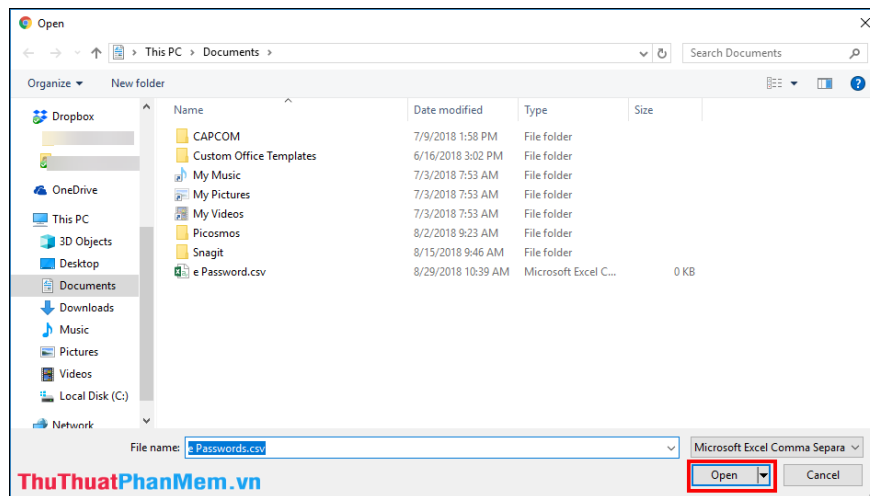 Open
This PC > Documents >
Search Documents
Organize
New folder
Name Date modified Type Size
Dropbox
OneDrive
This PC
3D Objects
Desktop
Documents
Downloads
Music
Pictures
Videos
Local Disk (C:)
Network
CAPCOM 7/9/2018 1:58 PM File folder
Custom Office Templates 6/16/2018 3:02 PM File folder
My Music 7/3/2018 7:53 AM File folder
My Pictures 7/3/2018 7:53 AM File folder
My Videos 7/3/2018 7:53 AM File folder
Picosmos 8/2/2018 9:23 AM File folder
Snagit 8/15/2018 9:46 AM File folder
e Password.csv 8/29/2018 10:39 AM Microsoft Excel C... 0 KB
File name: e Passwords.csv Microsoft Excel Comma Separa
Open Cancel
ThuThuatPhanMem.vn